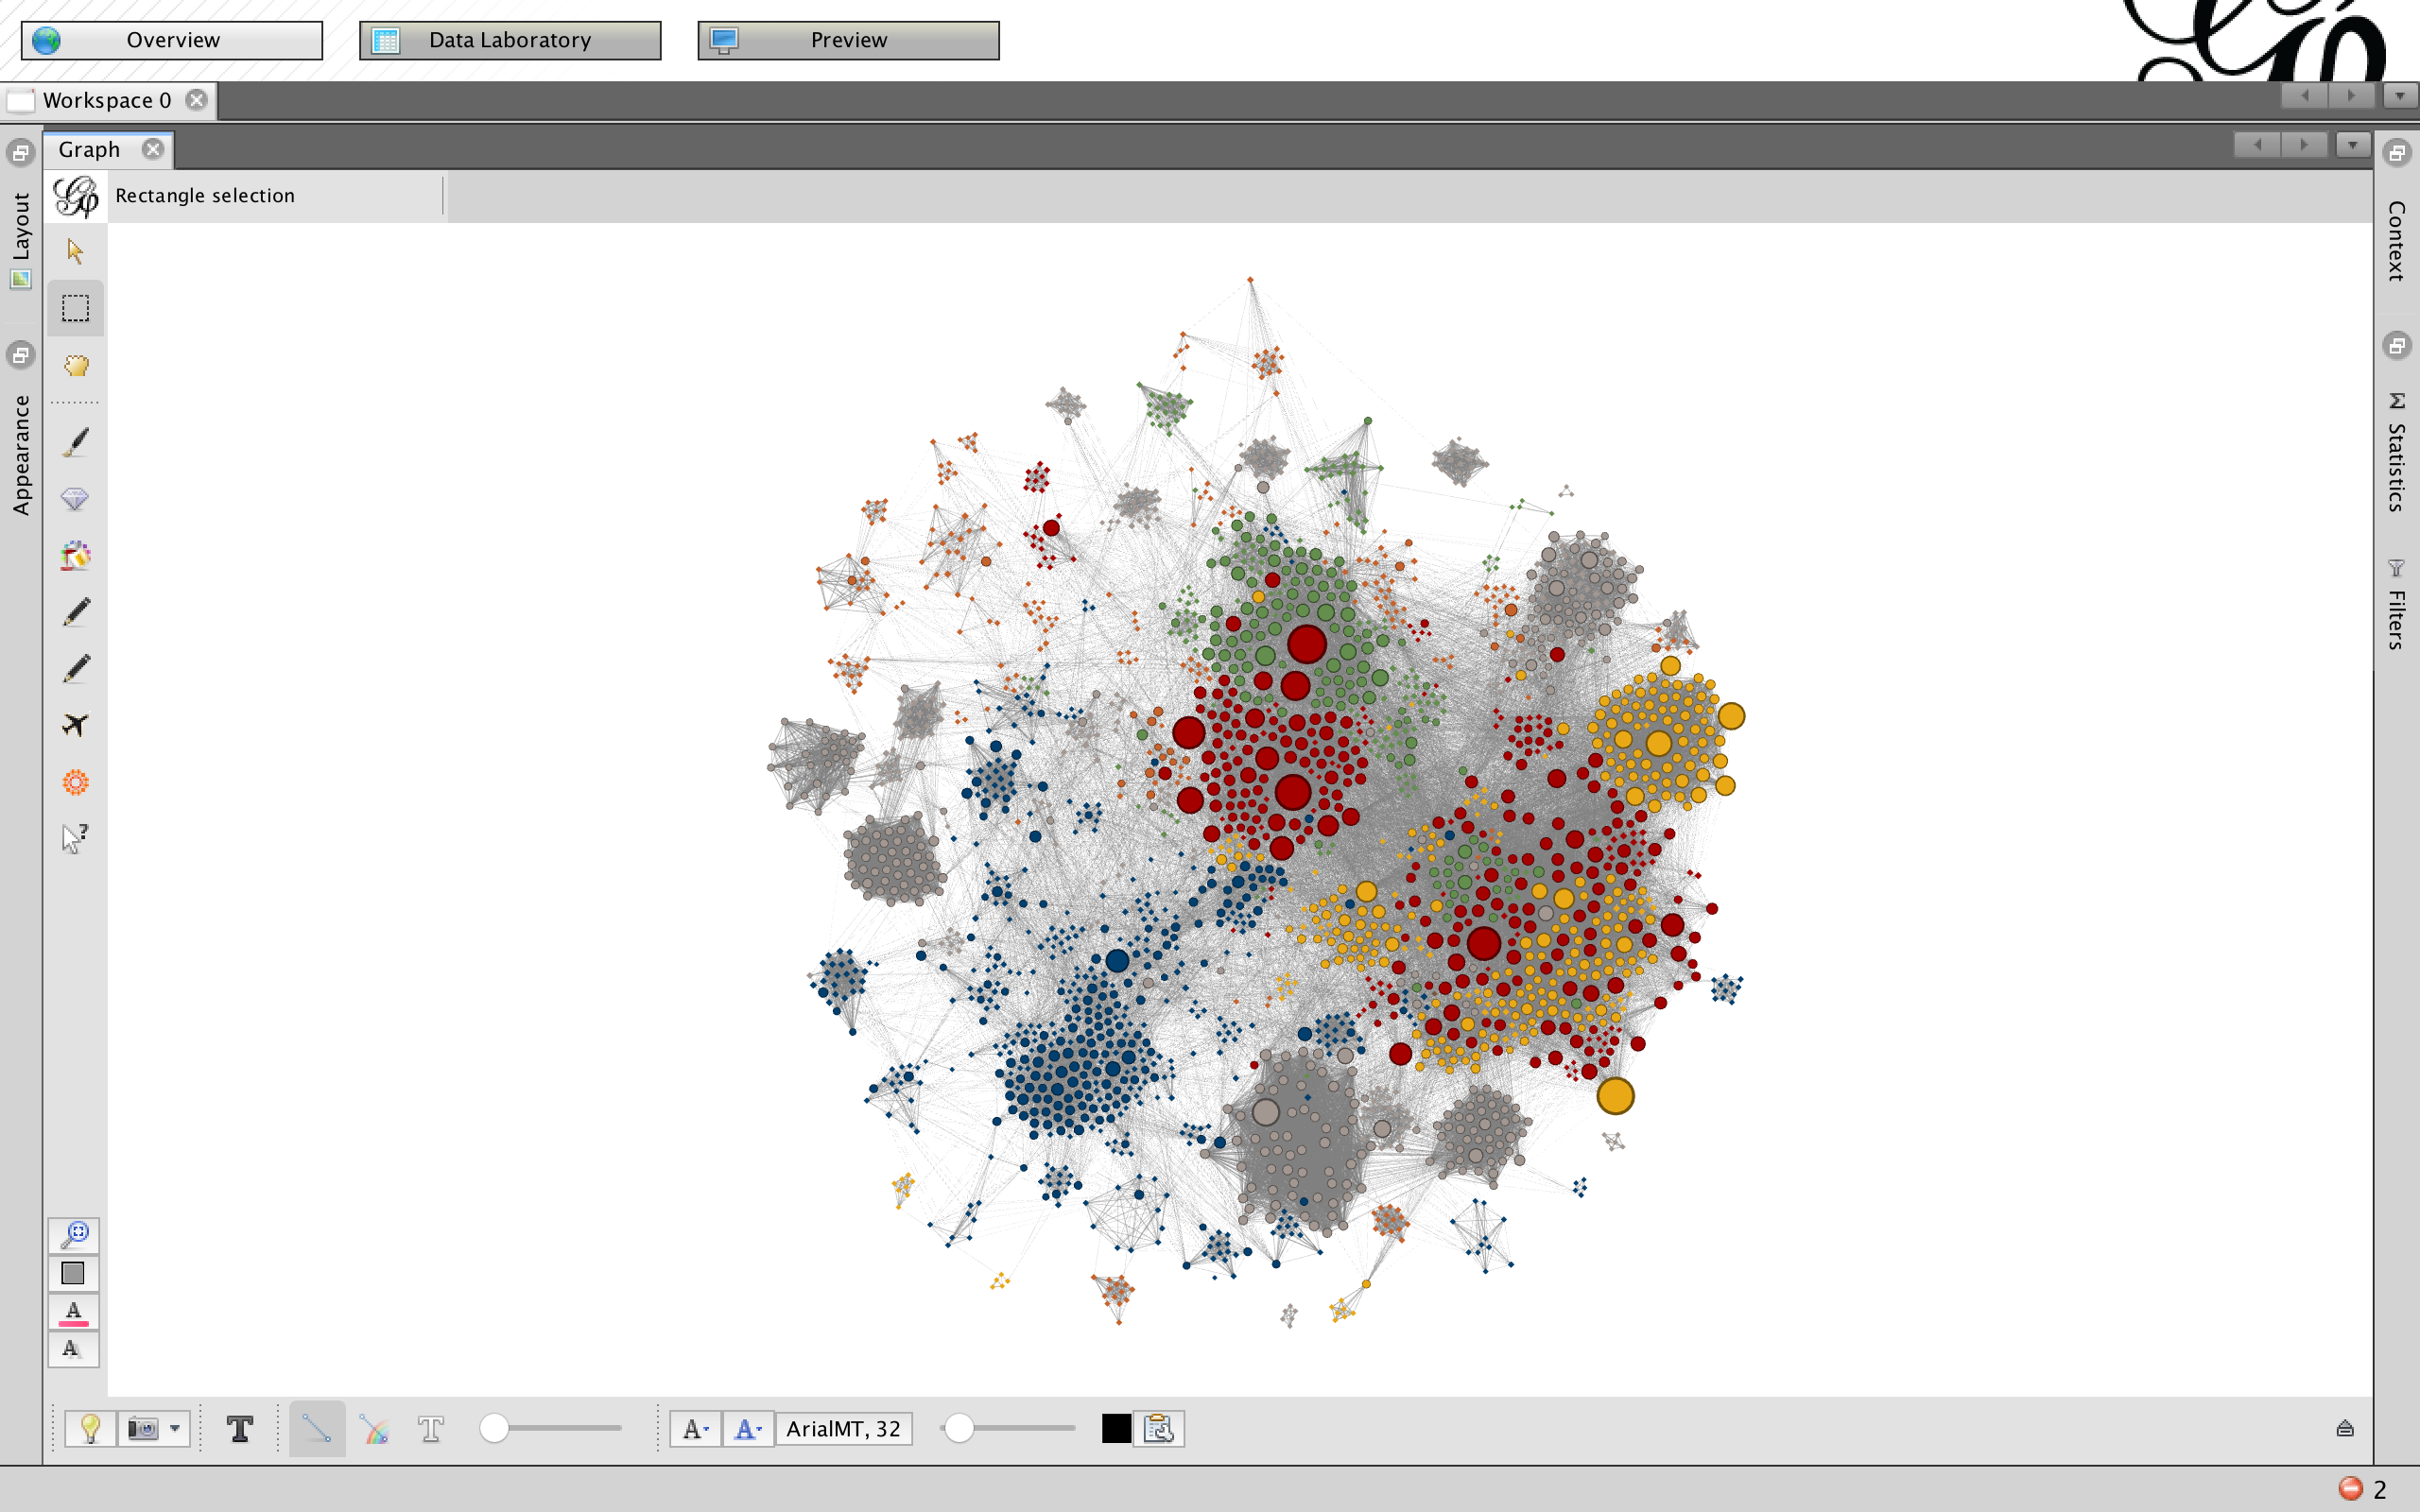 Overview
Data Laboratory
Preview
Workspace 0
Graph
Rectangle selection
Layout
Appearance
Context
Statistics
Filters
A
A
T
T
A
A
ArialMT, 32
2